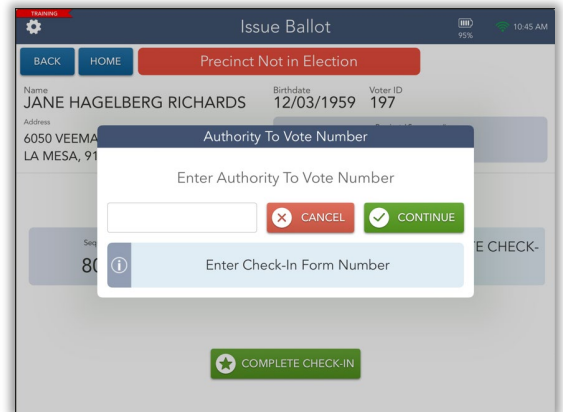 TRAINING
Issue Ballot
95%
10:45 AM
BACK
HOME
Precinct Not in Election
Name
JANE HAGELBERG RICHARDS
Birthdate
12/03/1959
Voter ID
197
Address
6050 VEEMA
LA MESA, 91
Authority To Vote Number
Enter Authority To Vote Number
CANCEL
CONTINUE
Enter Check-In Form Number
Seq
80
E CHECK-
COMPLETE CHECK-IN